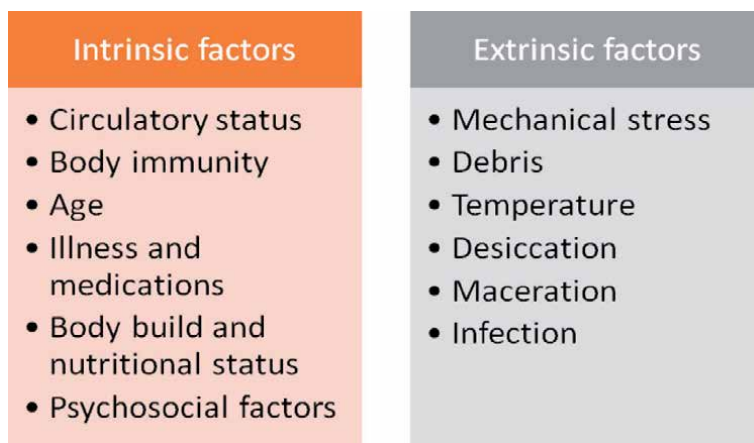 Intrinsic factors
• Circulatory status
• Body immunity
• Age
• Illness and
medications
• Body build and
nutritional status
• Psychosocial factors
Extrinsic factors
• Mechanical stress
• Debris
• Temperature
• Desiccation
• Maceration
• Infection